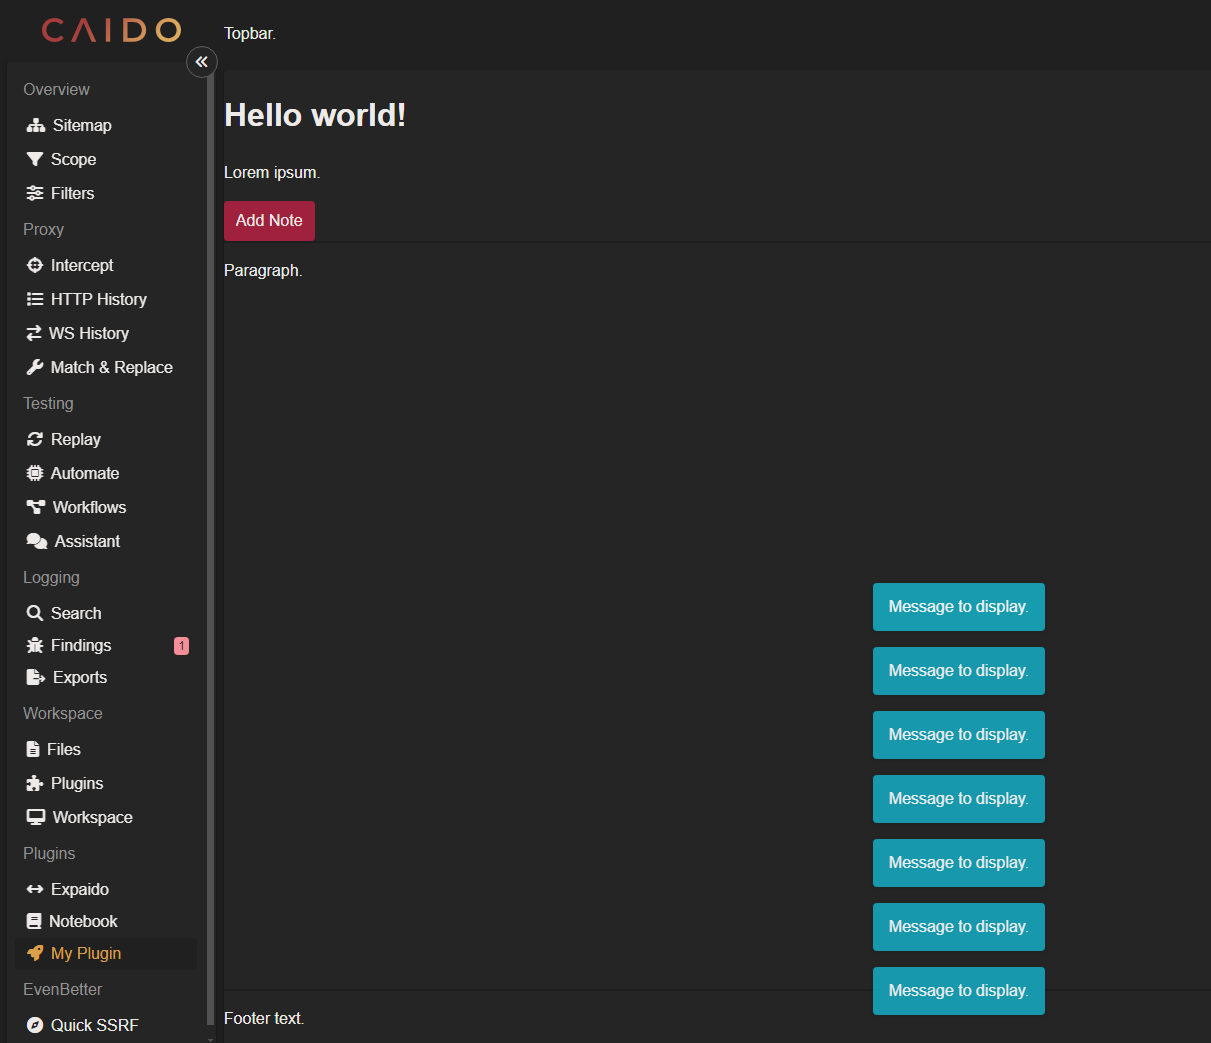 CAIDO
Topbar.
Overview
Sitemap
Scope
Filters
Proxy
Intercept
HTTP History
WS History
Match & Replace
Testing
Replay
Automate
Workflows
Assistant
Logging
Search
Findings 1
Exports
Workspace
Files
Plugins
Workspace
Plugins
Expaido
Notebook
My Plugin
EvenBetter
Quick SSRF
Hello world!
Lorem ipsum.
Add Note
Paragraph.
Message to display.
Message to display.
Message to display.
Message to display.
Message to display.
Message to display.
Message to display.
Footer text.